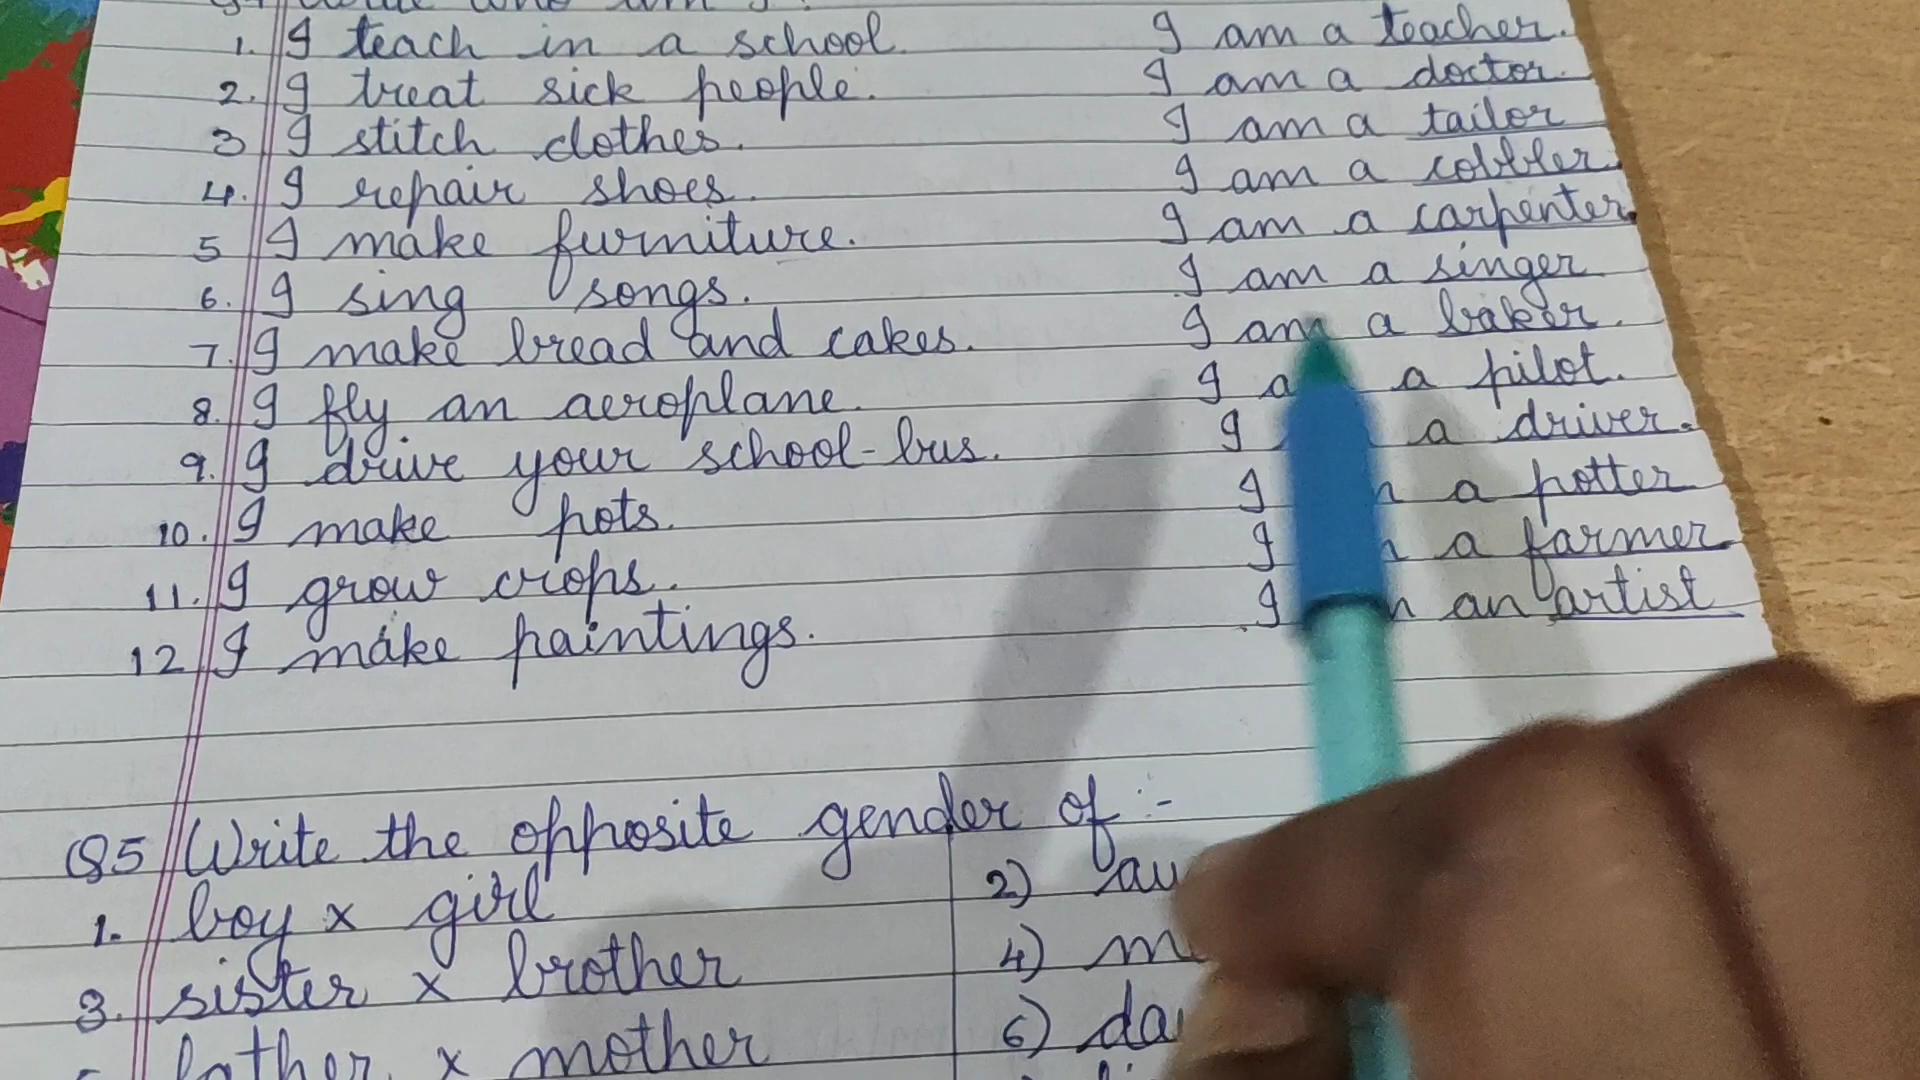 1. I teach in a school. I am a teacher.
2. I treat sick people. I am a doctor.
3 I stitch clothes. I am a tailor
4. I repair shoes. I am a cobbler.
5 I make furniture. I am a carpenter.
6. I sing songs. I am a singer
7. I make bread and cakes. I am a baker.
8. I fly an aeroplane. I a a pilot.
9. I drive your school-bus. I a driver.
10. I make pots. I a potter
11. I grow crops. I a farmer
12 I make paintings. I an artist
Q5 Write the opposite gender of :-
1. boy x girl 2)
3. sister x brother 4)
father x mother 6)